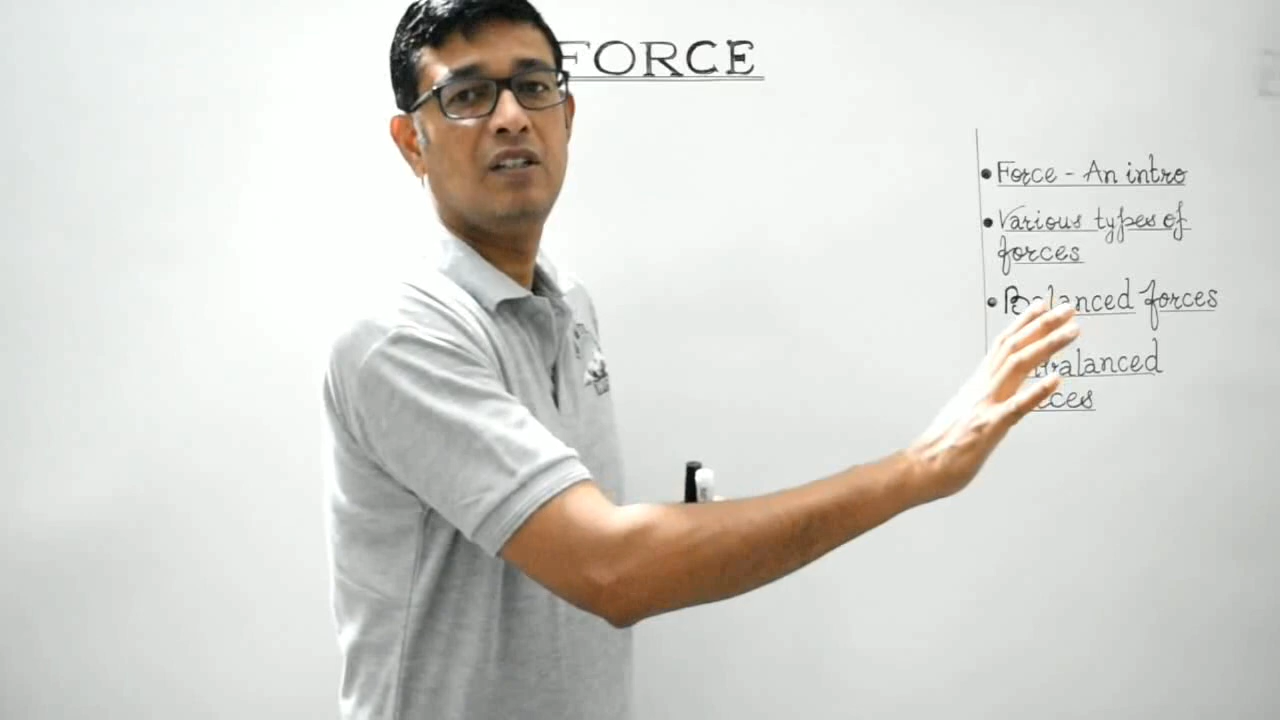 FORCE
• Force - An intro
• Various types of
forces
• Balanced forces